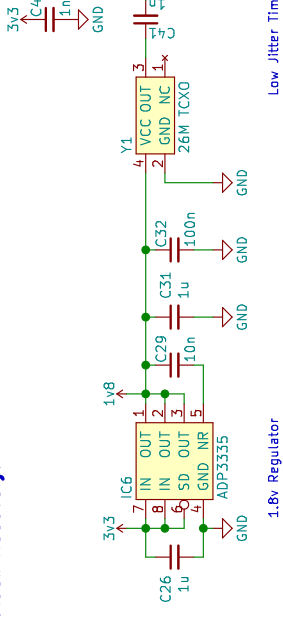 3v3
C4
1n
GND
C41
3
1
Y1
VCC OUT
GND NC
26M TCXO
4
2
GND
C32
100n
GND
C31
1u
GND
C29
10n
1v8
1
2
3
5
IC6
IN OUT
IN OUT
SD OUT
GND NR
ADP3335
7
8
6
4
3v3
GND
C26
1u
Low Jitter Tim
1.8v Regulator